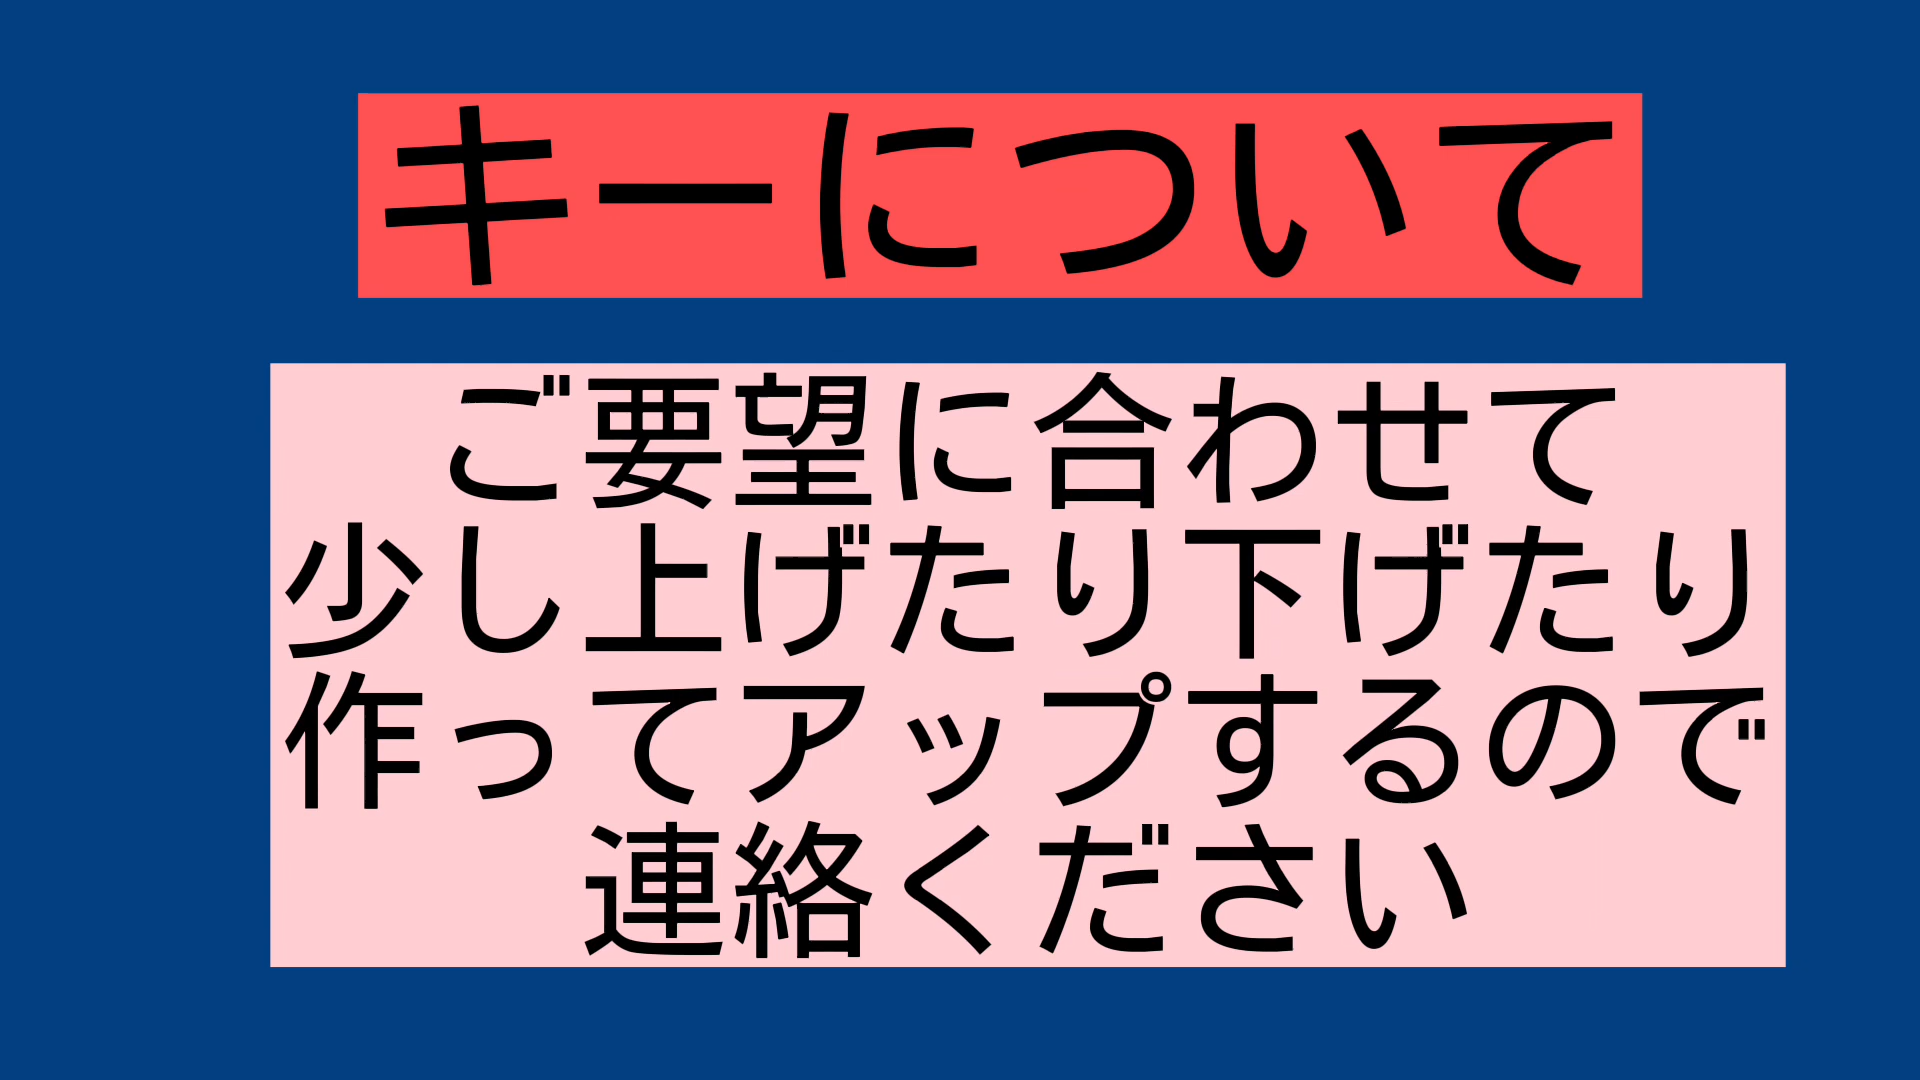 キーについて
ご要望に合わせて
少し上げたり下げたり
作ってアップするので
連絡ください